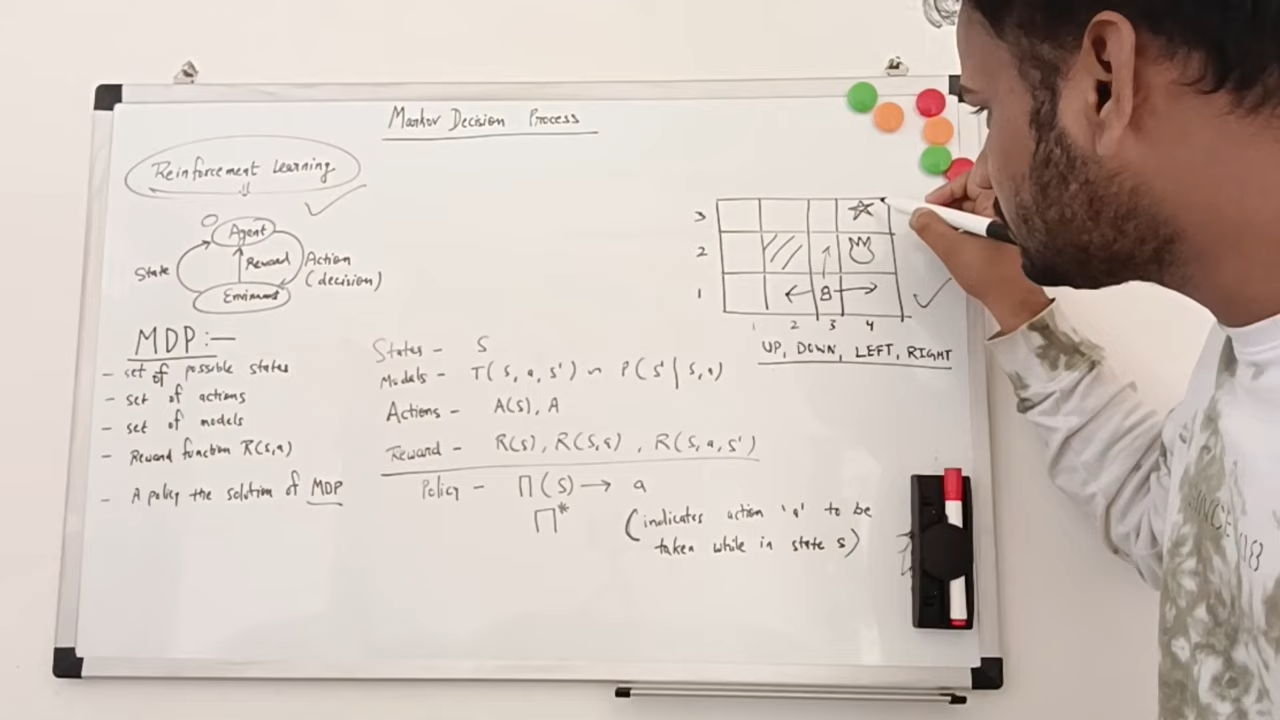 Markov Decision Process
Reinforcement Learning
Agent
State
Reward
Action
(decision)
MDP:-
- set of possible states
- set of actions
- set of models
- Reward function R(s,a)
- A policy the solution of MDP
States - S
Models - T(s, a, s') ~ P(s' | s, a)
Actions - A(s), A
Reward - R(s), R(s,a), R(s, a, s')
Policy - Π(s) → a
Π*
(indicates action 'a' to be
taken while in state s)
3
2
1
1 2 3 4
UP, DOWN, LEFT, RIGHT